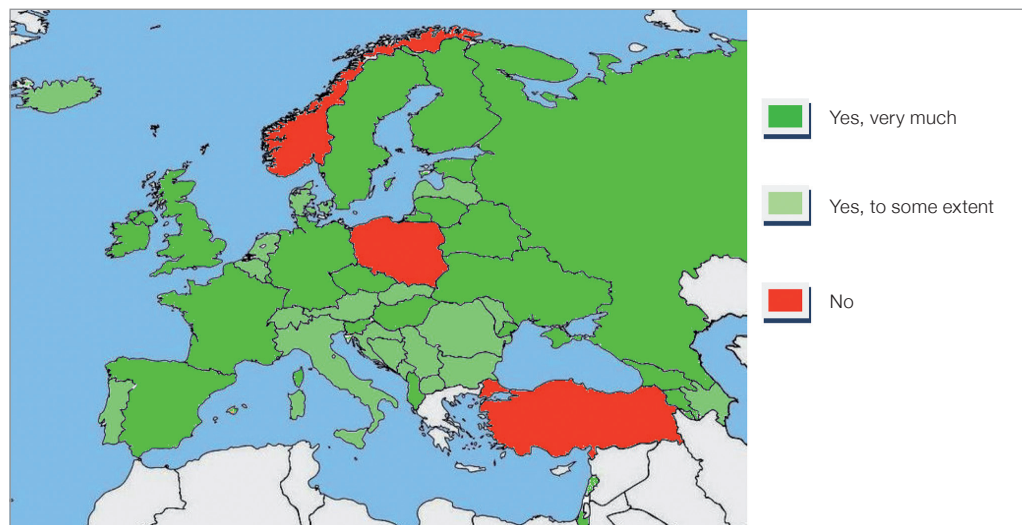 Yes, very much
Yes, to some extent
No